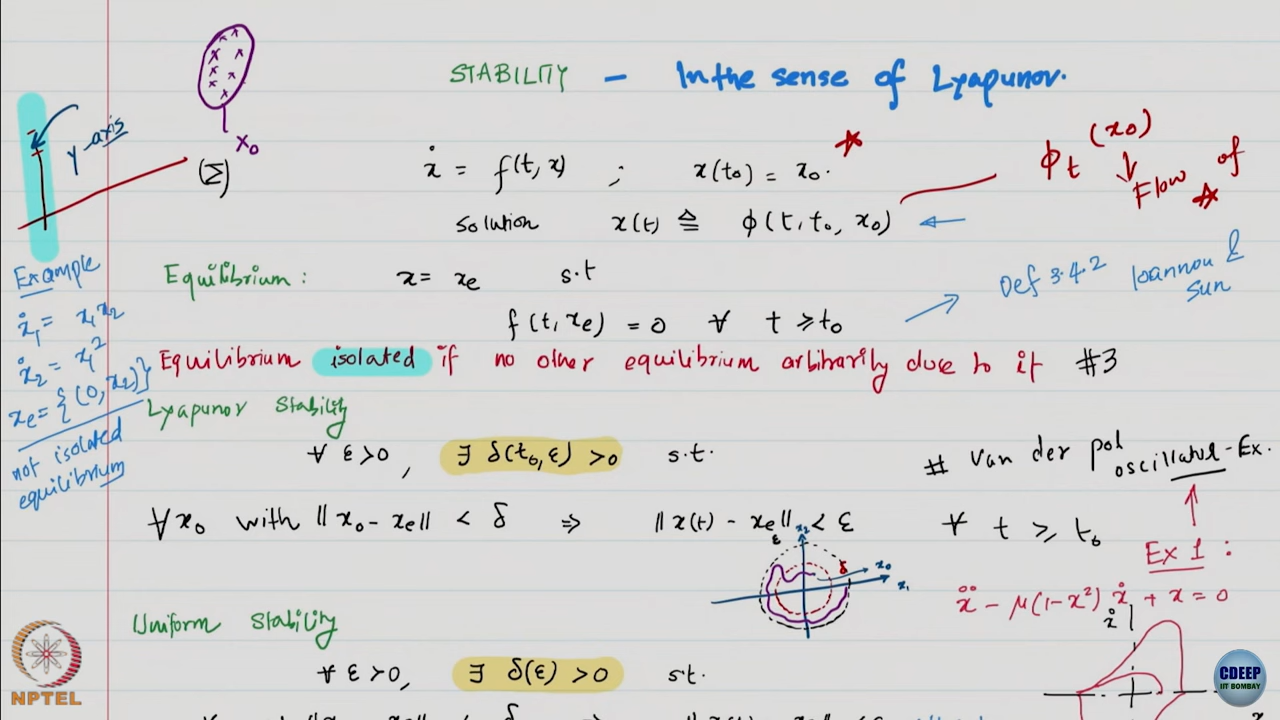 STABILITY – In the sense of Lyapunov.
x₀
y axis
(Σ)
ẋ = f(t, x) ; x(t₀) = x₀. ☆
ϕₜ (x₀)
↓
Flow of ☆
Solution x(t) ≜ ϕ(t, t₀, x₀) ←
Equilibrium: x = xₑ s.t
f(t, xₑ) = 0 ∀ t ≥ t₀
→ Def 3.4.2 Ioannou & Sun
Example
ẋ₁ = x₁x₂
ẋ₂ = x₁²
xₑ = {(0, x₂)}
not isolated
equilibrium
Equilibrium isolated if no other equilibrium arbitrarily close to it #3
Lyapunov Stability
∀ ε > 0, ∃ δ(t₀, ε) > 0 s.t.
# Van der pol
oscillator - Ex.
∀ x₀ with ||x₀ - xₑ|| < δ ⇒ ||x(t) - xₑ|| < ε ∀ t ≥ t₀
x₂
ε
δ
x₀
x₁
Ex 1 :
ẍ - μ(1-x²) ẋ + x = 0
ẋ
Uniform Stability
∀ ε > 0, ∃ δ(ε) > 0 s.t.
NPTEL
CDEEP
IIT BOMBAY